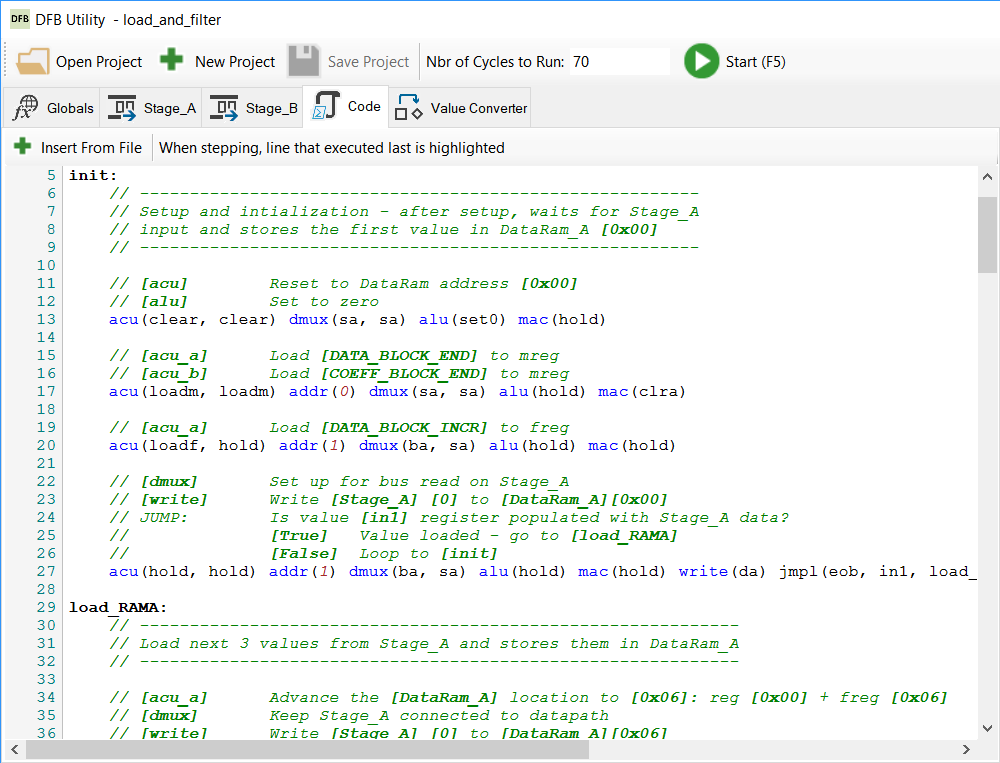 DFB DFB Utility - load_and_filter
Open Project New Project Save Project Nbr of Cycles to Run: 70 Start (F5)
Globals Stage_A Stage_B Code Value Converter
Insert From File When stepping, line that executed last is highlighted
5 init:
6 // --------------------------------------------------------
7 // Setup and intialization - after setup, waits for Stage_A
8 // input and stores the first value in DataRam_A [0x00]
9 // --------------------------------------------------------
10
11 // [acu] Reset to DataRam address [0x00]
12 // [alu] Set to zero
13 acu(clear, clear) dmux(sa, sa) alu(set0) mac(hold)
14
15 // [acu_a] Load [DATA_BLOCK_END] to mreg
16 // [acu_b] Load [COEFF_BLOCK_END] to mreg
17 acu(loadm, loadm) addr(0) dmux(sa, sa) alu(hold) mac(clra)
18
19 // [acu_a] Load [DATA_BLOCK_INCR] to freg
20 acu(loadf, hold) addr(1) dmux(ba, sa) alu(hold) mac(hold)
21
22 // [dmux] Set up for bus read on Stage_A
23 // [write] Write [Stage_A] [0] to [DataRam_A][0x00]
24 // JUMP: Is value [in1] register populated with Stage_A data?
25 // [True] Value loaded - go to [load_RAMA]
26 // [False] Loop to [init]
27 acu(hold, hold) addr(1) dmux(ba, sa) alu(hold) mac(hold) write(da) jmpl(eob, in1, load_
28
29 load_RAMA:
30 // ------------------------------------------------------------
31 // Load next 3 values from Stage_A and stores them in DataRam_A
32 // ------------------------------------------------------------
33
34 // [acu_a] Advance the [DataRam_A] location to [0x06]: reg [0x00] + freg [0x06]
35 // [dmux] Keep Stage_A connected to datapath
36 // [write] Write [Stage_A] [0] to [DataRam_A][0x06]